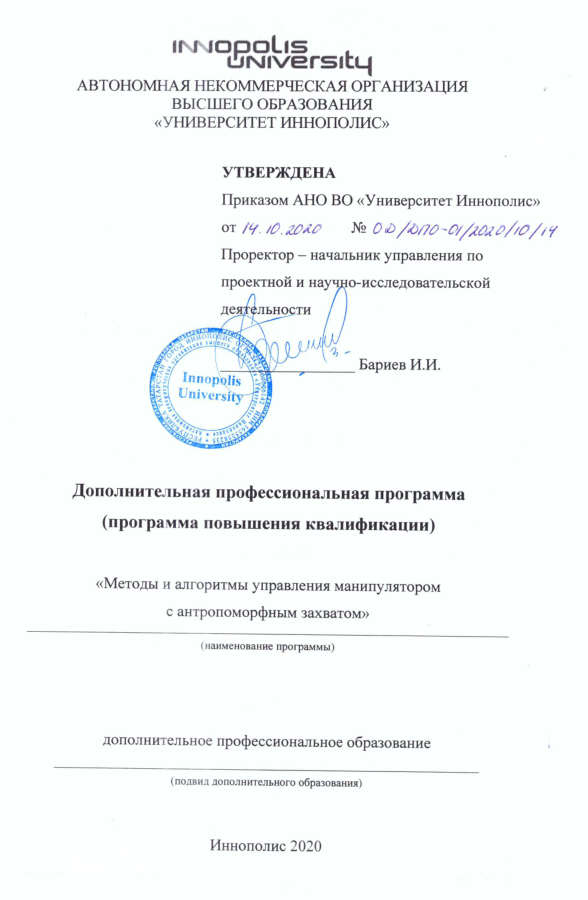 INNOPOLIS
UNIVERSITY
АВТОНОМНАЯ НЕКОММЕРЧЕСКАЯ ОРГАНИЗАЦИЯ
ВЫСШЕГО ОБРАЗОВАНИЯ
«УНИВЕРСИТЕТ ИННОПОЛИС»
УТВЕРЖДЕНА
Приказом АНО ВО «Университет Иннополис»
от 14.10.2020 № ОД/ДПО-01/2020/10/14
Проректор – начальник управления по
проектной и научно-исследовательской
деятельности
Бариев И.И.
Innopolis
University
Дополнительная профессиональная программа
(программа повышения квалификации)
«Методы и алгоритмы управления манипулятором
с антропоморфным захватом»
(наименование программы)
дополнительное профессиональное образование
(подвид дополнительного образования)
Иннополис 2020